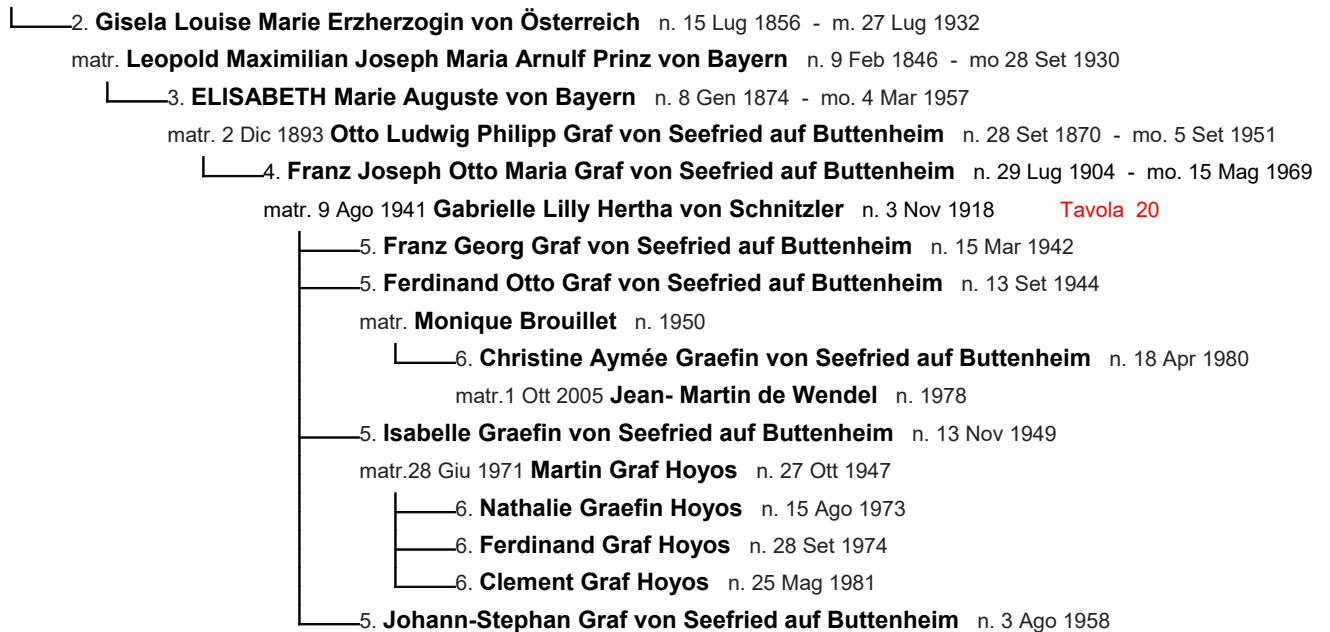 2. Gisela Louise Marie Erzherzogin von Österreich n. 15 Lug 1856 - m. 27 Lug 1932
matr. Leopold Maximilian Joseph Maria Arnulf Prinz von Bayern n. 9 Feb 1846 - mo 28 Set 1930
3. ELISABETH Marie Auguste von Bayern n. 8 Gen 1874 - mo. 4 Mar 1957
matr. 2 Dic 1893 Otto Ludwig Philipp Graf von Seefried auf Buttenheim n. 28 Set 1870 - mo. 5 Set 1951
4. Franz Joseph Otto Maria Graf von Seefried auf Buttenheim n. 29 Lug 1904 - mo. 15 Mag 1969
matr. 9 Ago 1941 Gabrielle Lilly Hertha von Schnitzler n. 3 Nov 1918 Tavola 20
5. Franz Georg Graf von Seefried auf Buttenheim n. 15 Mar 1942
5. Ferdinand Otto Graf von Seefried auf Buttenheim n. 13 Set 1944
matr. Monique Brouillet n. 1950
6. Christine Aymée Graefin von Seefried auf Buttenheim n. 18 Apr 1980
matr.1 Ott 2005 Jean- Martin de Wendel n. 1978
5. Isabelle Graefin von Seefried auf Buttenheim n. 13 Nov 1949
matr.28 Giu 1971 Martin Graf Hoyos n. 27 Ott 1947
6. Nathalie Graefin Hoyos n. 15 Ago 1973
6. Ferdinand Graf Hoyos n. 28 Set 1974
6. Clement Graf Hoyos n. 25 Mag 1981
5. Johann-Stephan Graf von Seefried auf Buttenheim n. 3 Ago 1958